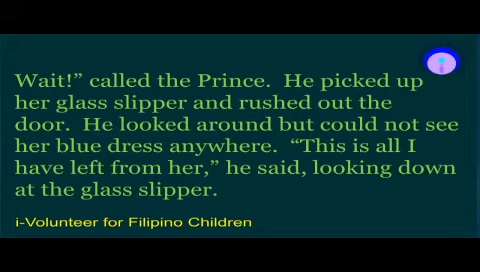 Wait!” called the Prince.  He picked up
her glass slipper and rushed out the
door.  He looked around but could not see
her blue dress anywhere.  “This is all I
have left from her,” he said, looking down
at the glass slipper.
i-Volunteer for Filipino Children